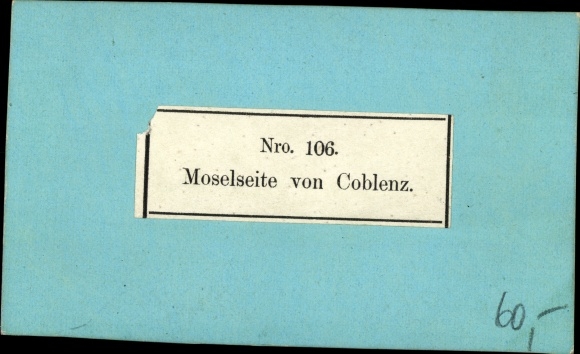 Nro. 106.
Moselseite von Coblenz.
60,-